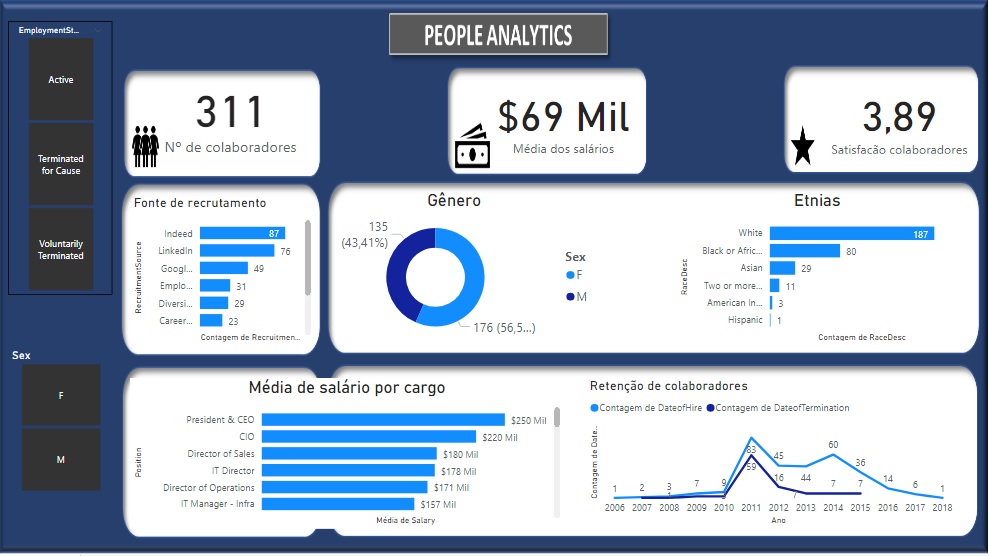 EmploymentSt...
Active
Terminated
for Cause
Voluntarily
Terminated
Sex
F
M
PEOPLE ANALYTICS
311
Nº de colaboradores
$69 Mil
Média dos salários
3,89
Satisfacão colaboradores
Fonte de recrutamento
RecruitmentSource
Indeed 87
LinkedIn 76
Googl... 49
Emplo... 31
Diversi... 29
Career... 23
Contagem de Recruitmen...
Gênero
135
(43,41%)
176 (56,5...)
Sex
F
M
Etnias
RaceDesc
White 187
Black or Afric... 80
Asian 29
Two or more... 11
American In... 3
Hispanic 1
Contagem de RaceDesc
Média de salário por cargo
Position
President & CEO $250 Mil
CIO $220 Mil
Director of Sales $180 Mil
IT Director $178 Mil
Director of Operations $171 Mil
IT Manager - Infra $157 Mil
Média de Salary
Retenção de colaboradores
Contagem de DateofHire Contagem de DateofTermination
Contagem de Date..
1 2 3 7 9 83 45 44 60 36 14 6 1
1 59 16 7 7 7
2006 2007 2008 2009 2010 2011 2012 2013 2014 2015 2016 2017 2018
Ano